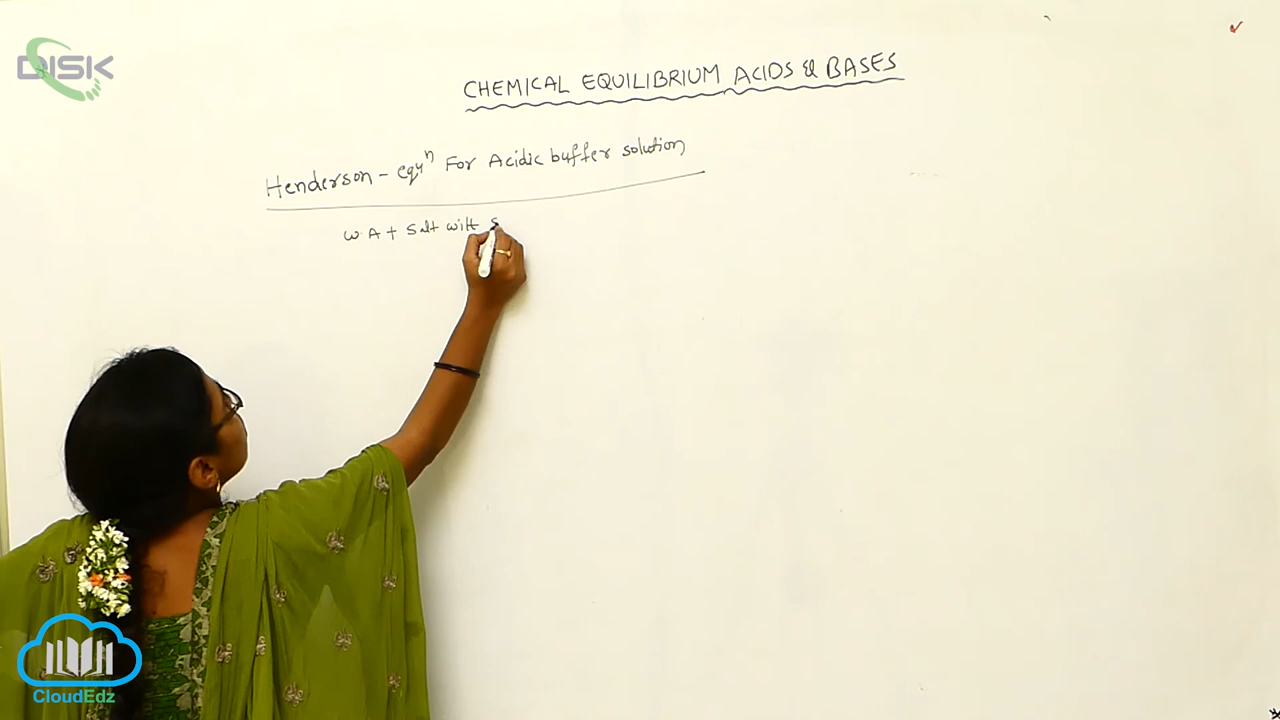 DISK
CHEMICAL EQUILIBRIUM ACIDS & BASES
Henderson - equⁿ For Acidic buffer solution
W.A + Salt with S
CloudEdz